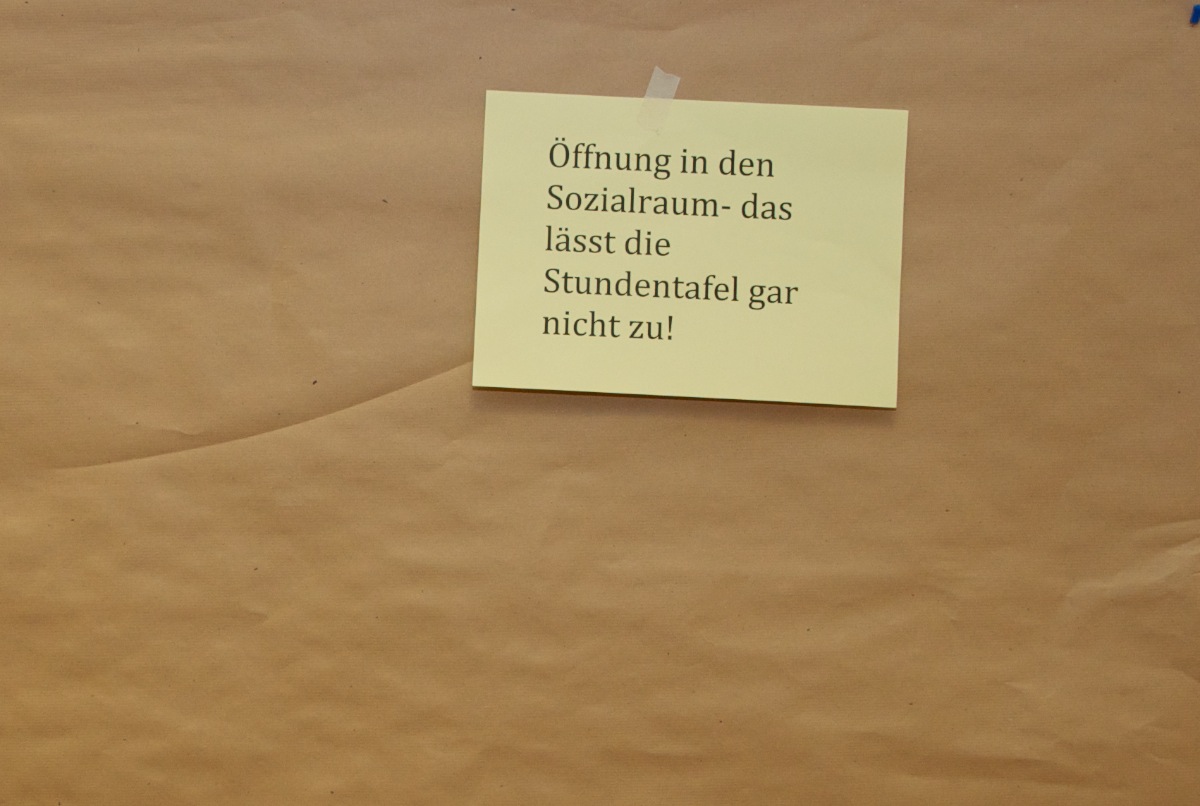 Öffnung in den
Sozialraum- das
lässt die
Stundentafel gar
nicht zu!